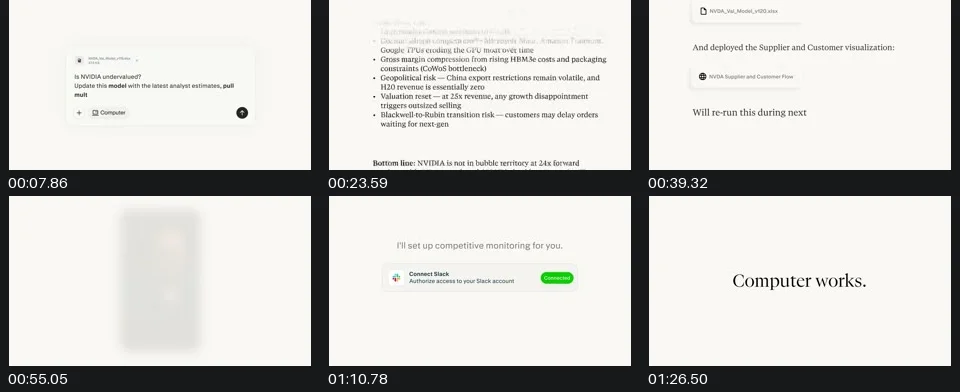 NVDA_Val_Model_v120.xlsx
Is NVIDIA undervalued?
Update this model with the latest analyst estimates, pull
mult
Computer
Google TPUs eroding the GPU moat over time
• Gross margin compression from rising HBM3e costs and packaging
constraints (CoWoS bottleneck)
• Geopolitical risk — China export restrictions remain volatile, and
H20 revenue is essentially zero
• Valuation reset — at 25x revenue, any growth disappointment
triggers outsized selling
• Blackwell-to-Rubin transition risk — customers may delay orders
waiting for next-gen
Bottom line: NVIDIA is not in bubble territory at 24x forward
And deployed the Supplier and Customer visualization:
NVDA Supplier and Customer Flow
Will re-run this during next
00:07.86
00:23.59
00:39.32
I'll set up competitive monitoring for you.
Connect Slack
Authorize access to your Slack account
Connected
Computer works.
00:55.05
01:10.78
01:26.50